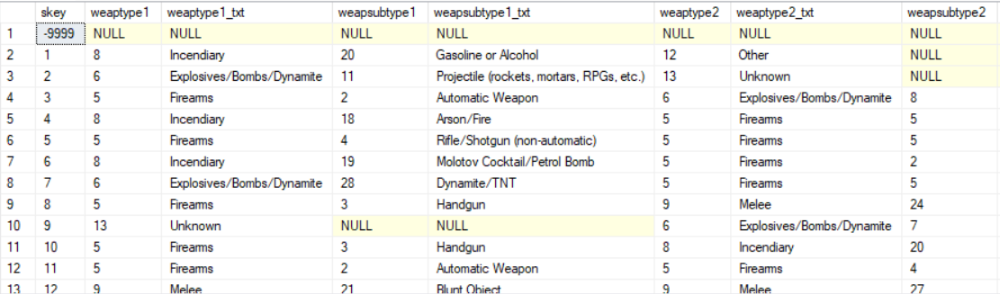 skey weaptype1 weaptype1_txt weapsubtype1 weapsubtype1_txt weaptype2 weaptype2_txt weapsubtype2
1 -9999 NULL NULL NULL NULL NULL NULL NULL
2 1 8 Incendiary 20 Gasoline or Alcohol 12 Other NULL
3 2 6 Explosives/Bombs/Dynamite 11 Projectile (rockets, mortars, RPGs, etc.) 13 Unknown NULL
4 3 5 Firearms 2 Automatic Weapon 6 Explosives/Bombs/Dynamite 8
5 4 8 Incendiary 18 Arson/Fire 5 Firearms 5
6 5 5 Firearms 4 Rifle/Shotgun (non-automatic) 5 Firearms 5
7 6 8 Incendiary 19 Molotov Cocktail/Petrol Bomb 5 Firearms 2
8 7 6 Explosives/Bombs/Dynamite 28 Dynamite/TNT 5 Firearms 5
9 8 5 Firearms 3 Handgun 9 Melee 24
10 9 13 Unknown NULL NULL 6 Explosives/Bombs/Dynamite 7
11 10 5 Firearms 3 Handgun 8 Incendiary 20
12 11 5 Firearms 2 Automatic Weapon 5 Firearms 4
13 12 9 Melee 21 Blunt Object 9 Melee 27